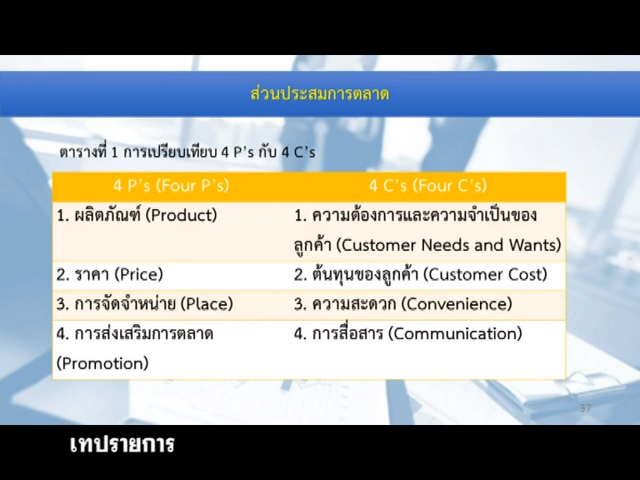 ส่วนประสมการตลาด
ตารางที่ 1 การเปรียบเทียบ 4 P's กับ 4 C's
4 P's (Four P's) 4 C's (Four C's)
1. ผลิตภัณฑ์ (Product) 1. ความต้องการและความจำเป็นของ
ลูกค้า (Customer Needs and Wants)
2. ราคา (Price) 2. ต้นทุนของลูกค้า (Customer Cost)
3. การจัดจำหน่าย (Place) 3. ความสะดวก (Convenience)
4. การส่งเสริมการตลาด 4. การสื่อสาร (Communication)
(Promotion)
37
เทปรายการ